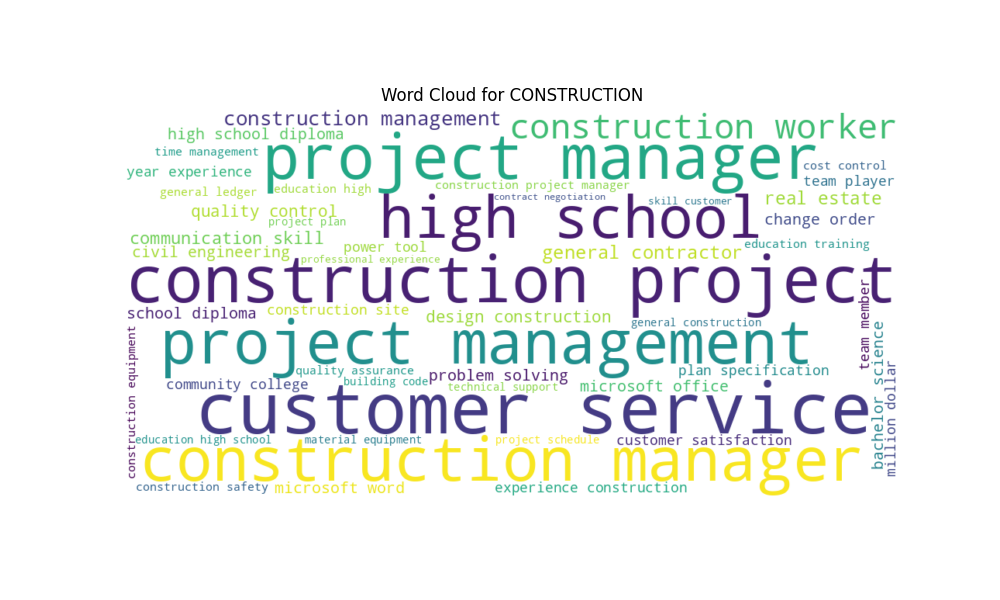 Word Cloud for CONSTRUCTION
construction management
construction worker
high school diploma
project manager
time management
cost control
year experience
team player
education high
construction project manager
general ledger
contract negotiation
skill customer
real estate
high school
quality control
change order
project plan
communication skill
power tool
education training
civil engineering
general contractor
professional experience
construction project
team member
school diploma
construction site
design construction
general construction
project management
construction equipment
bachelor science
quality assurance
plan specification
problem solving
million dollar
community college
building code
technical support
microsoft office
customer service
education high school
material equipment
project schedule
customer satisfaction
construction manager
construction safety
microsoft word
experience construction